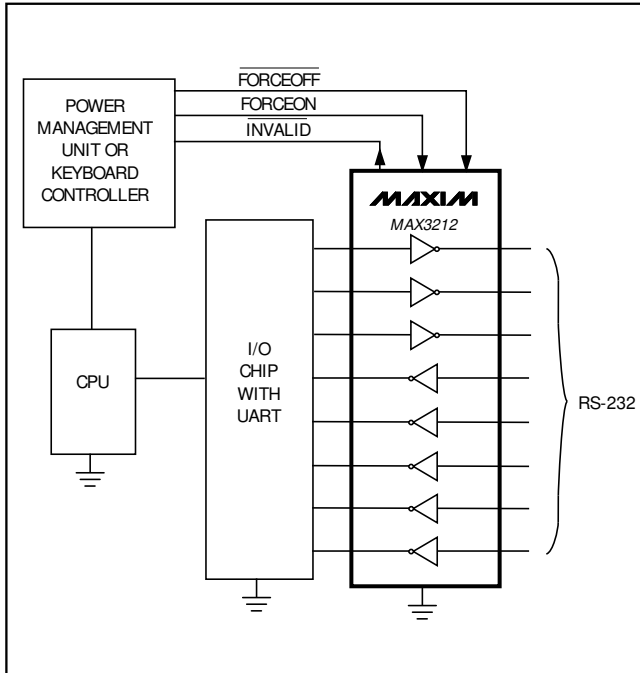 FORCEOFF
FORCEON
INVALID
POWER
MANAGEMENT
UNIT OR
KEYBOARD
CONTROLLER
MAXIM
MAX3212
I/O
CHIP
WITH
UART
CPU
RS-232